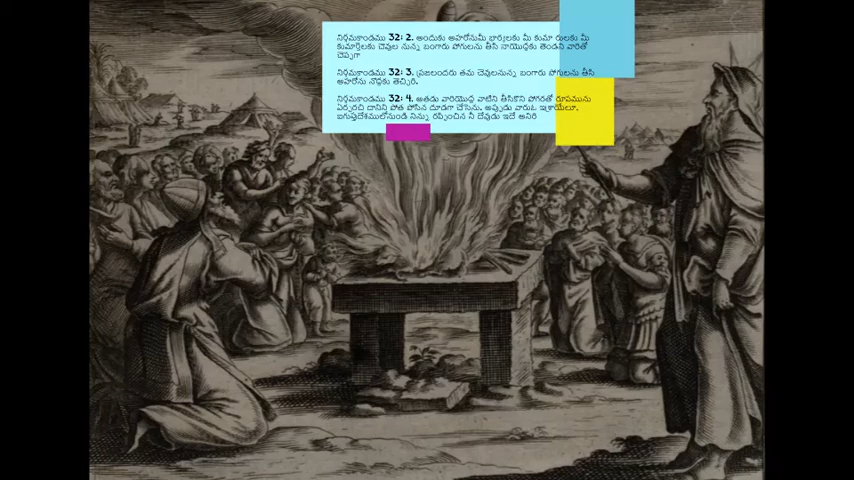 నిర్గమకాండము 32: 2. అందుకు అహరోనుమీ భార్యలకు మీ కుమా రులకు మీ
కుమార్తెలకు చెవుల నున్న బంగారు పోగులను తీసి నాయొద్దకు తెండని వారితో
చెప్పగా
నిర్గమకాండము 32: 3. ప్రజలందరు తమ చెవులనున్న బంగారు పోగులను తీసి
అహరోను నొద్దకు తెచ్చిరి.
నిర్గమకాండము 32: 4. అతడు వారియొద్ద వాటిని తీసికొని పోగరతో రూపమును
ఏర్పరచి దానిని పోత పోసిన దూడగా చేసెను. అప్పుడు వారుఓ ఇశ్రాయేలూ,
ఐగుప్తుదేశములోనుండి నిన్ను రప్పించిన నీ దేవుడు ఇదే అనిరి